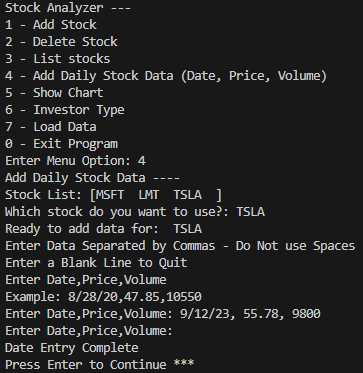 Stock Analyzer ---
1 - Add Stock
2 - Delete Stock
3 - List stocks
4 - Add Daily Stock Data (Date, Price, Volume)
5 - Show Chart
6 - Investor Type
7 - Load Data
0 - Exit Program
Enter Menu Option: 4
Add Daily Stock Data ----
Stock List: [MSFT  LMT  TSLA  ]
Which stock do you want to use?: TSLA
Ready to add data for:  TSLA
Enter Data Separated by Commas - Do Not use Spaces
Enter a Blank Line to Quit
Enter Date,Price,Volume
Example: 8/28/20,47.85,10550
Enter Date,Price,Volume: 9/12/23, 55.78, 9800
Enter Date,Price,Volume:
Date Entry Complete
Press Enter to Continue ***